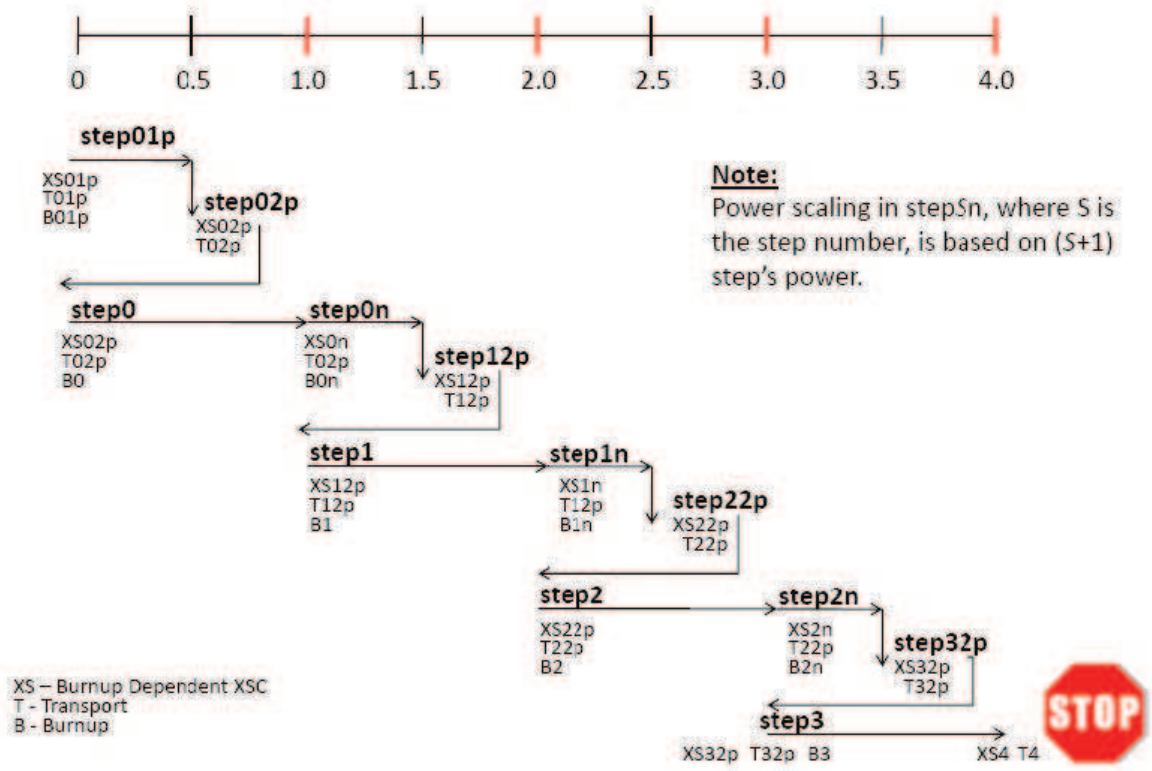 0 0.5 1.0 1.5 2.0 2.5 3.0 3.5 4.0
step01p
XS01p
T01p
B01p
step02p
XS02p
T02p
Note:
Power scaling in stepSn, where S is
the step number, is based on (S+1)
step's power.
step0
XS02p
T02p
B0
step0n
XS0n
T02p
B0n
step12p
XS12p
T12p
step1
XS12p
T12p
B1
step1n
XS1n
T12p
B1n
step22p
XS22p
T22p
step2
XS22p
T22p
B2
step2n
XS2n
T22p
B2n
step32p
XS32p
T32p
XS – Burnup Dependent XSC
T - Transport
B - Burnup
step3
XS32p T32p B3
XS4 T4
STOP